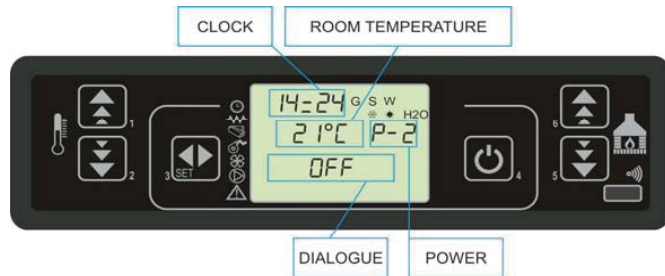 CLOCK
ROOM TEMPERATURE
14=24 G S W
H2O
21°C P-2
OFF
1
2
3 SET
4
6
5
DIALOGUE
POWER